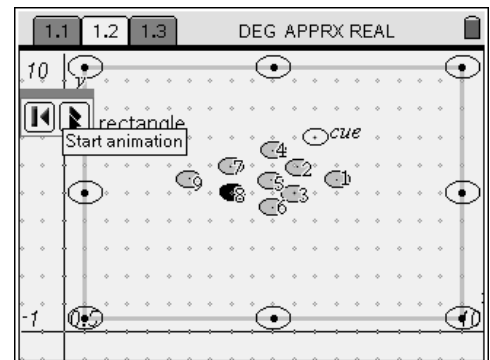 1.1 1.2 1.3 DEG APPRX REAL
10 y
rectangle
Start animation
cue
4
7 2
9 5 1
8 3
6
-1 10